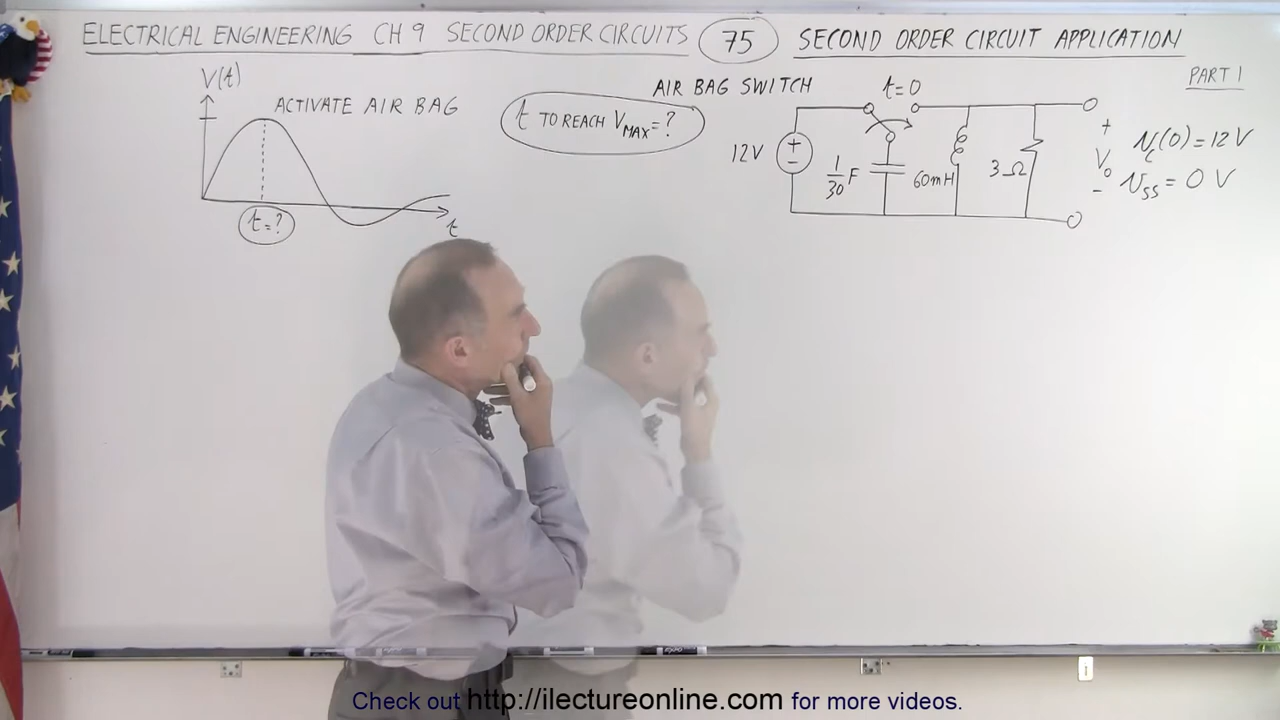 ELECTRICAL ENGINEERING CH 9 SECOND ORDER CIRCUITS 75 SECOND ORDER CIRCUIT APPLICATION
PART 1
V(t)
ACTIVATE AIR BAG
t=?
t
AIR BAG SWITCH
t TO REACH VMAX=?
t=0
12V
+
-
1/30 F
60mH
3Ω
+
Vo
-
Vc(0)=12V
Vss=0V
Check out http://ilectureonline.com for more videos.